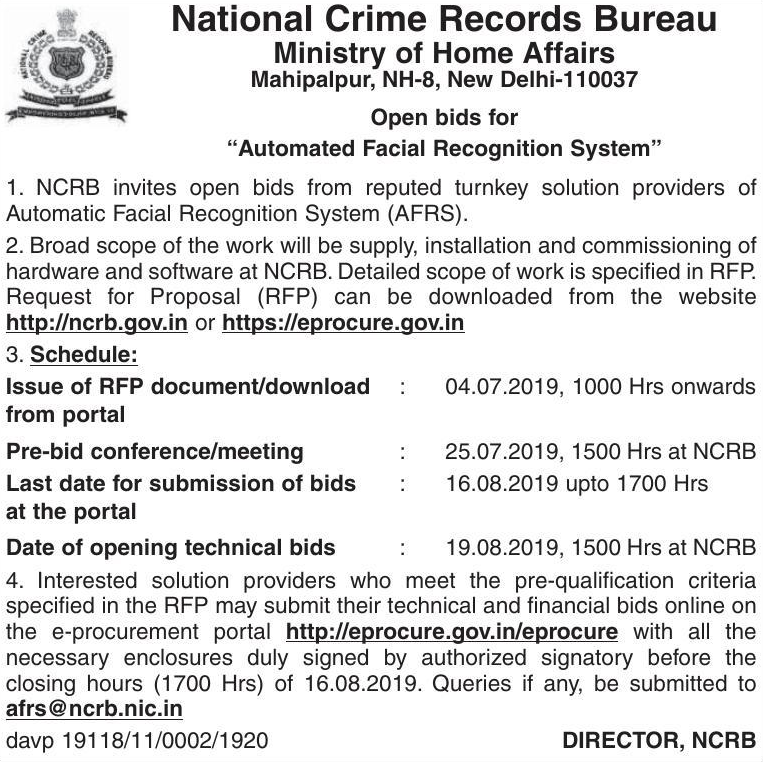 National Crime Records Bureau
Ministry of Home Affairs
Mahipalpur, NH-8, New Delhi-110037
Open bids for
“Automated Facial Recognition System”
1. NCRB invites open bids from reputed turnkey solution providers of
Automatic Facial Recognition System (AFRS).
2. Broad scope of the work will be supply, installation and commissioning of
hardware and software at NCRB. Detailed scope of work is specified in RFP.
Request for Proposal (RFP) can be downloaded from the website
http://ncrb.gov.in or https://eprocure.gov.in
3. Schedule:
Issue of RFP document/download : 04.07.2019, 1000 Hrs onwards
from portal
Pre-bid conference/meeting : 25.07.2019, 1500 Hrs at NCRB
Last date for submission of bids : 16.08.2019 upto 1700 Hrs
at the portal
Date of opening technical bids : 19.08.2019, 1500 Hrs at NCRB
4. Interested solution providers who meet the pre-qualification criteria
specified in the RFP may submit their technical and financial bids online on
the e-procurement portal http://eprocure.gov.in/eprocure with all the
necessary enclosures duly signed by authorized signatory before the
closing hours (1700 Hrs) of 16.08.2019. Queries if any, be submitted to
afrs@ncrb.nic.in
davp 19118/11/0002/1920 DIRECTOR, NCRB
NATIONAL CRIME RECORDS BUREAU